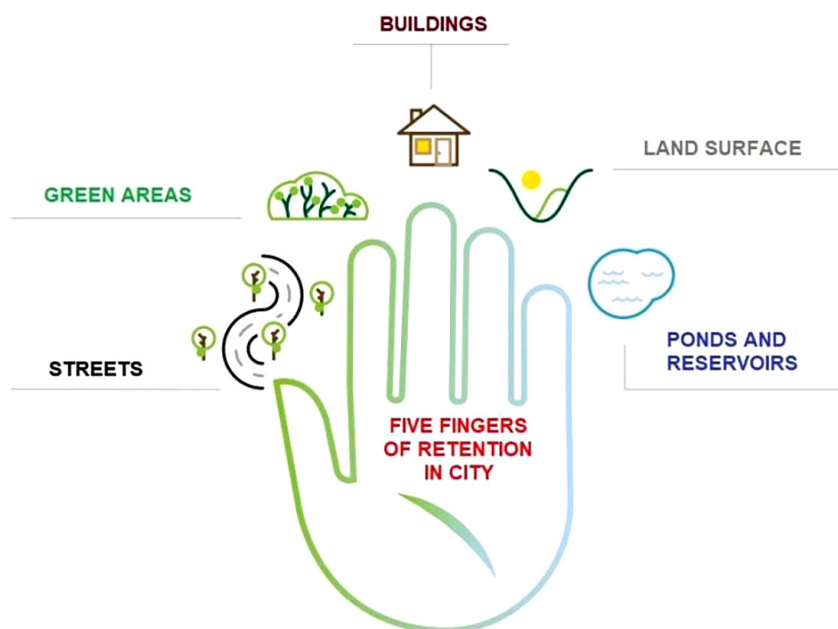 BUILDINGS
LAND SURFACE
GREEN AREAS
STREETS
PONDS AND
RESERVOIRS
FIVE FINGERS
OF RETENTION
IN CITY